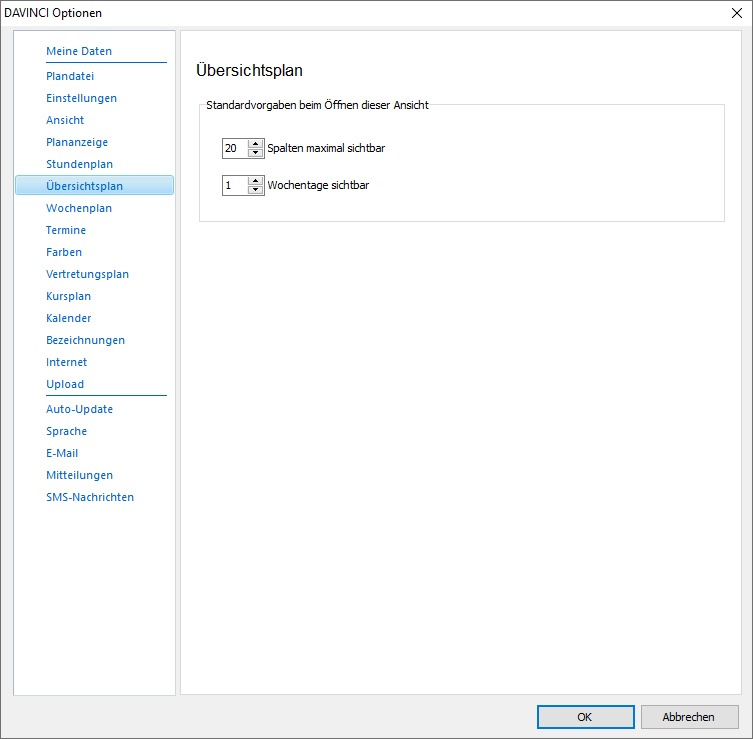 DAVINCI Optionen
Meine Daten
Plandatei
Einstellungen
Ansicht
Plananzeige
Stundenplan
Übersichtsplan
Wochenplan
Termine
Farben
Vertretungsplan
Kursplan
Kalender
Bezeichnungen
Internet
Upload
Auto-Update
Sprache
E-Mail
Mitteilungen
SMS-Nachrichten
Übersichtsplan
Standardvorgaben beim Öffnen dieser Ansicht
20 Spalten maximal sichtbar
1 Wochentage sichtbar
OK
Abbrechen